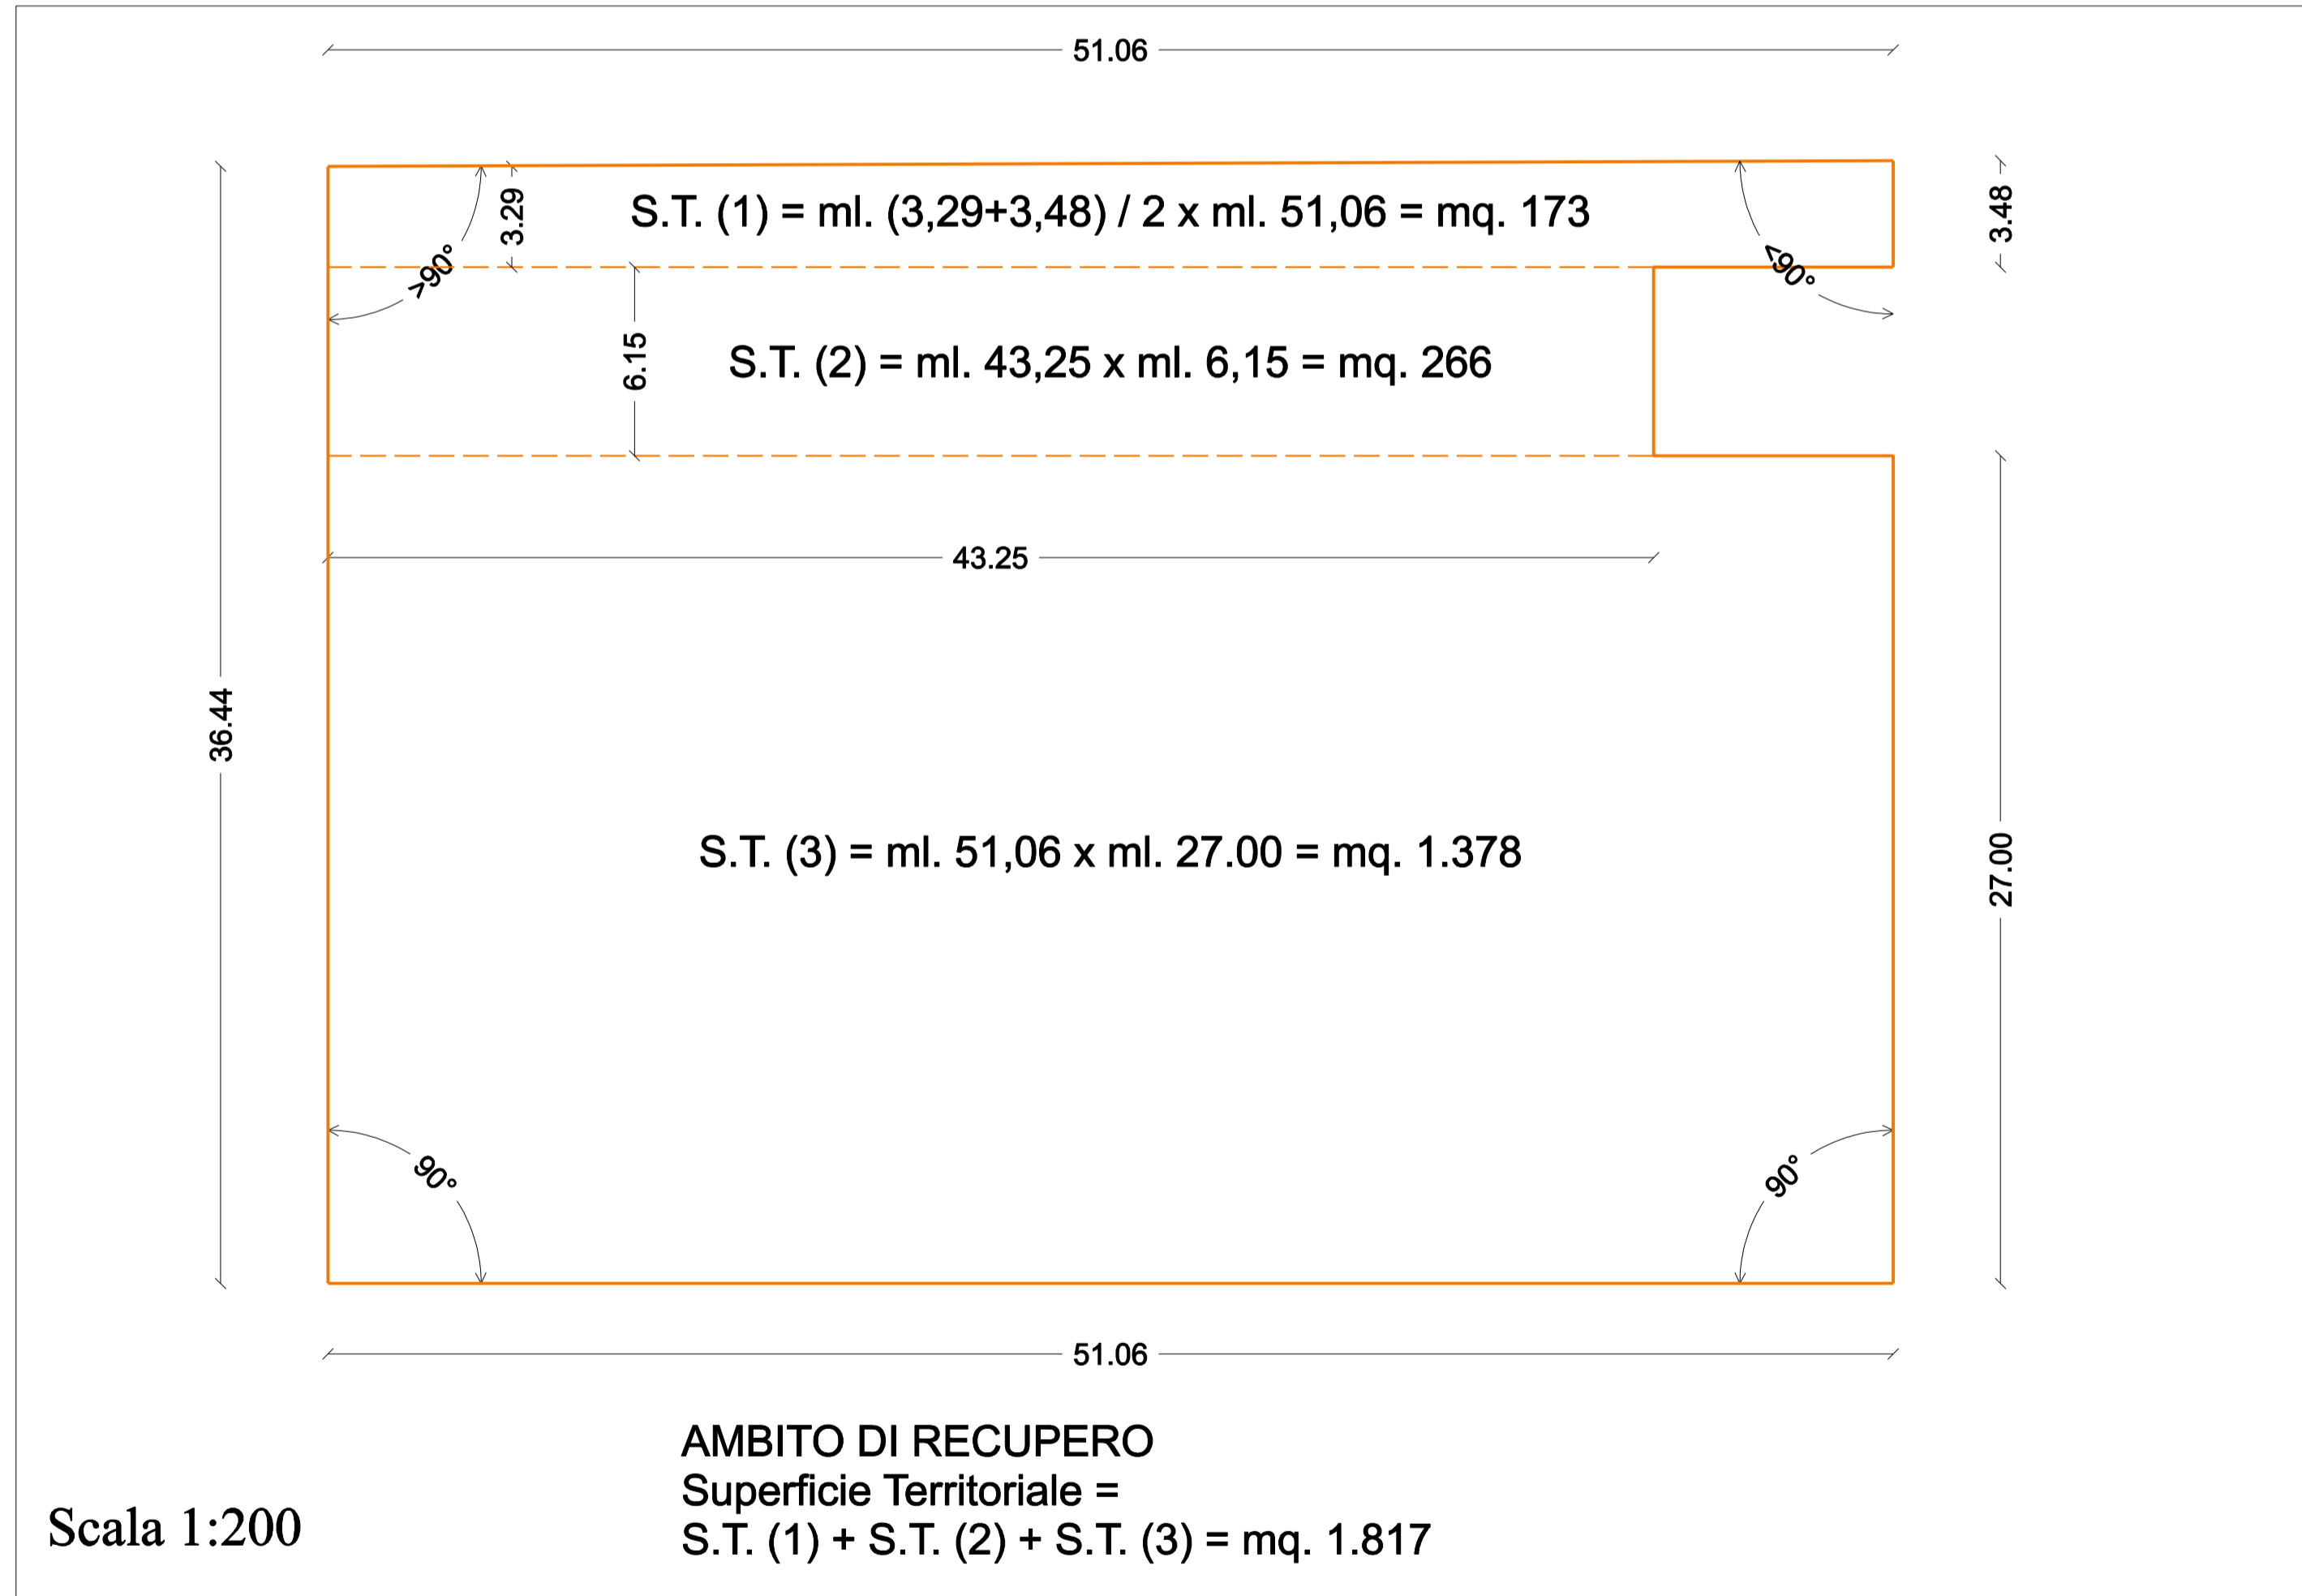 51.06
3.29
S.T. (1) = ml. (3,29+3,48) / 2 x ml. 51,06 = mq. 173
3.48
>90°
<90°
6.15
S.T. (2) = ml. 43,25 x ml. 6,15 = mq. 266
43.25
36.44
S.T. (3) = ml. 51,06 x ml. 27.00 = mq. 1.378
27.00
90°
90°
51.06
AMBITO DI RECUPERO
Superficie Territoriale =
S.T. (1) + S.T. (2) + S.T. (3) = mq. 1.817
Scala 1:200